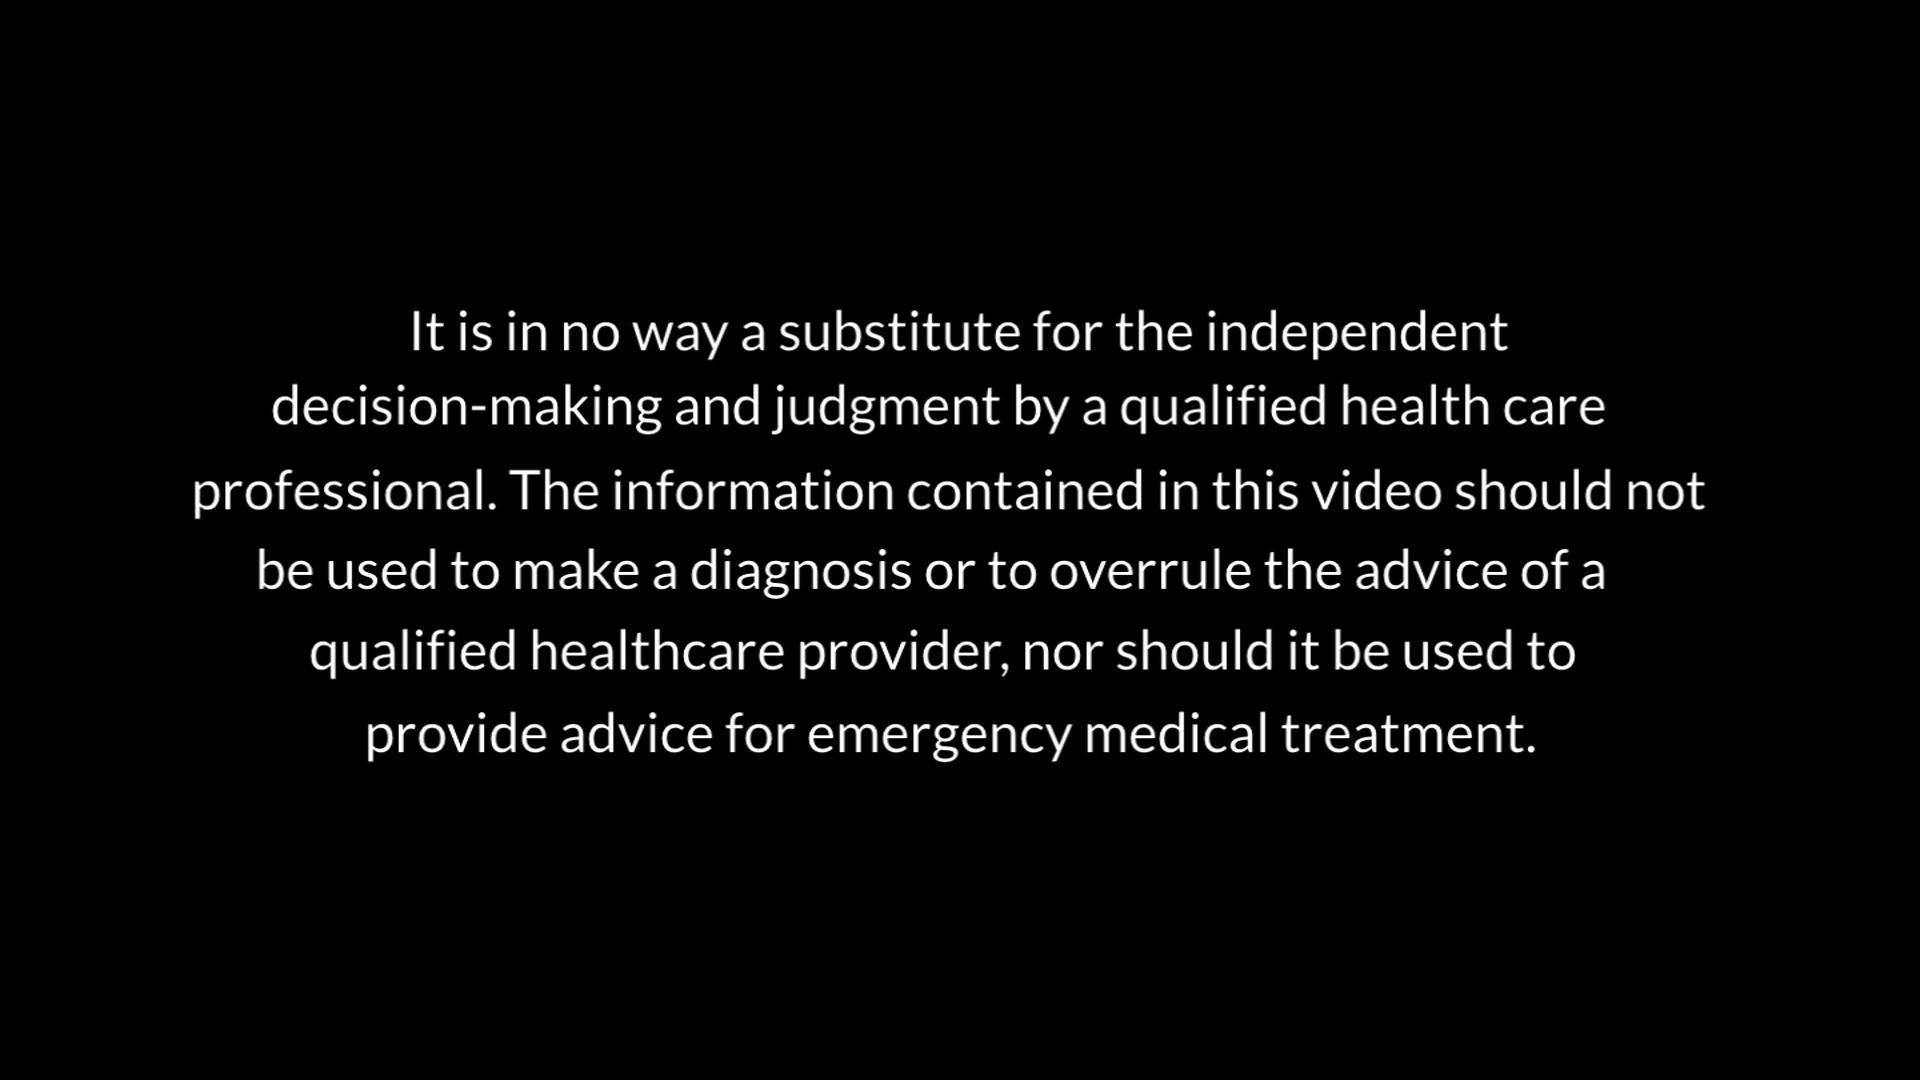 It is in no way a substitute for the independent
decision-making and judgment by a qualified health care
professional. The information contained in this video should not
be used to make a diagnosis or to overrule the advice of a
qualified healthcare provider, nor should it be used to
provide advice for emergency medical treatment.